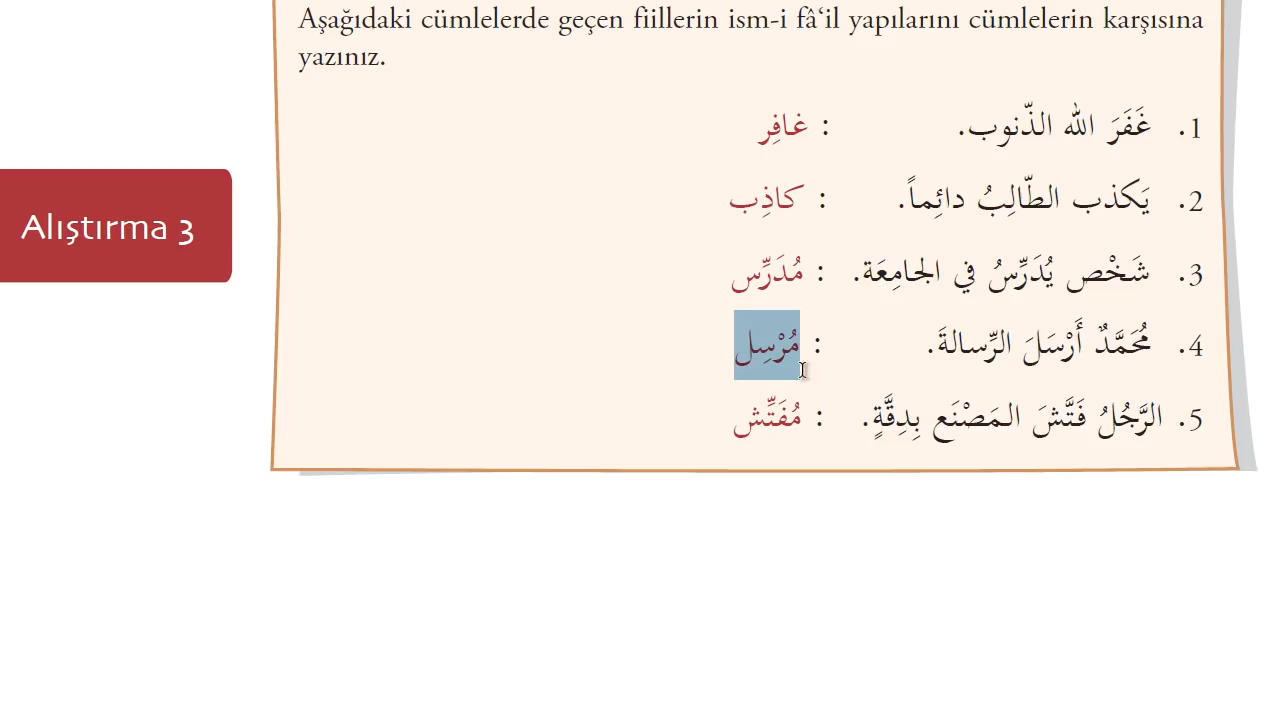 Aşağıdaki cümlelerde geçen fiillerin ism-i fâ‘il yapılarını cümlelerin karşısına
yazınız.
1. غَفَرَ الله الذّنوب. : غافِر
2. يَكذب الطّالِبُ دائِماً. : كاذِب
Alıştırma 3
3. شَخْص يُدَرِّسُ في الجامِعَة. : مُدَرِّس
4. مُحَمَّدٌ أَرْسَلَ الرِّسالةَ. : مُرْسِل
5. الرَّجُلُ فَتَّشَ المَصْنَع بِدِقَّةٍ. : مُفَتِّش